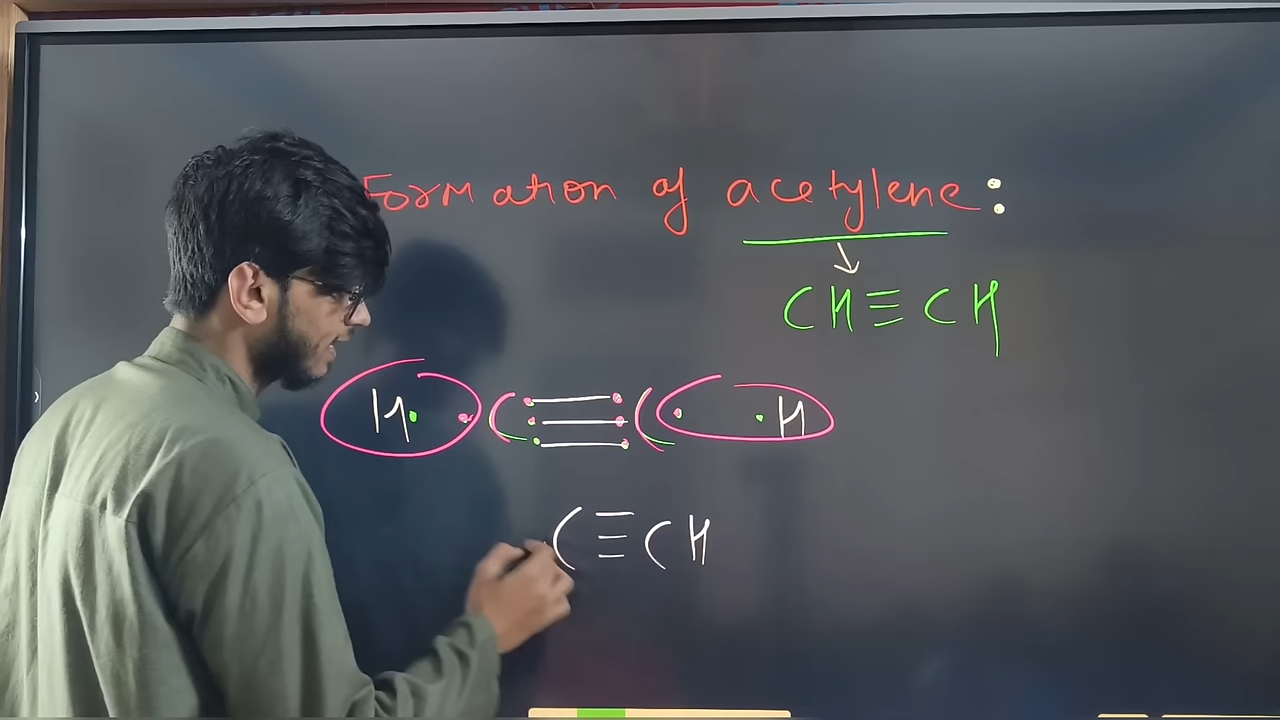 Formation of acetylene:
↓
CH≡CH
H· ·C≡C· ·H
C≡CH